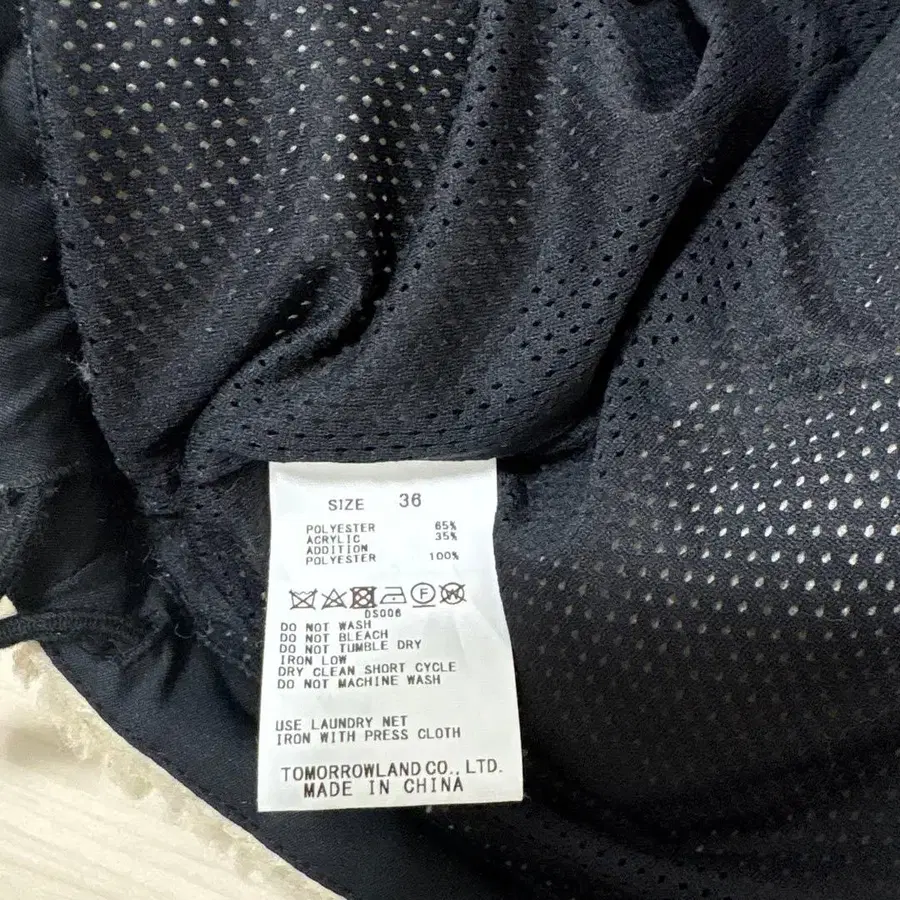 SIZE 36
POLYESTER 65%
ACRYLIC 35%
ADDITION
POLYESTER 100%
DS006
DO NOT WASH
DO NOT BLEACH
DO NOT TUMBLE DRY
IRON LOW
DRY CLEAN SHORT CYCLE
DO NOT MACHINE WASH
USE LAUNDRY NET
IRON WITH PRESS CLOTH
TOMORROWLAND CO., LTD.
MADE IN CHINA